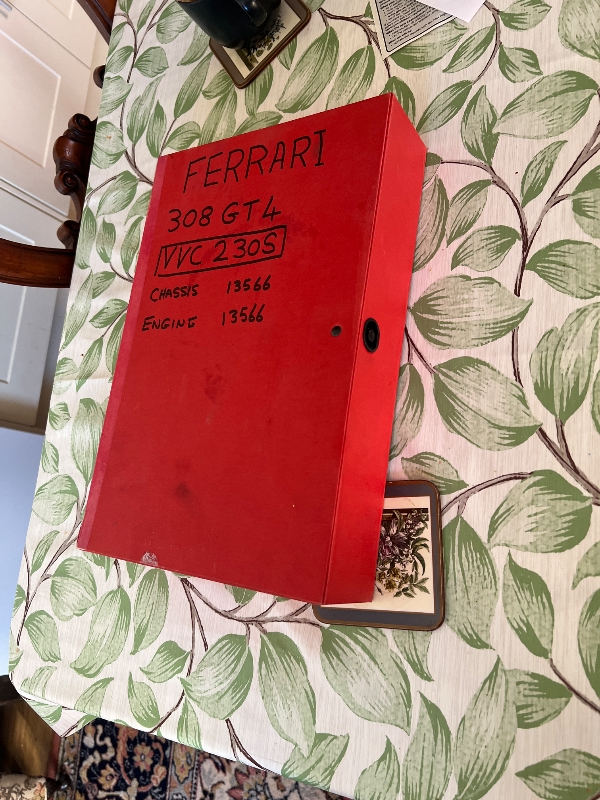 FERRARI
308 GT4
VVC 230S
CHASSIS 13566
ENGINE 13566